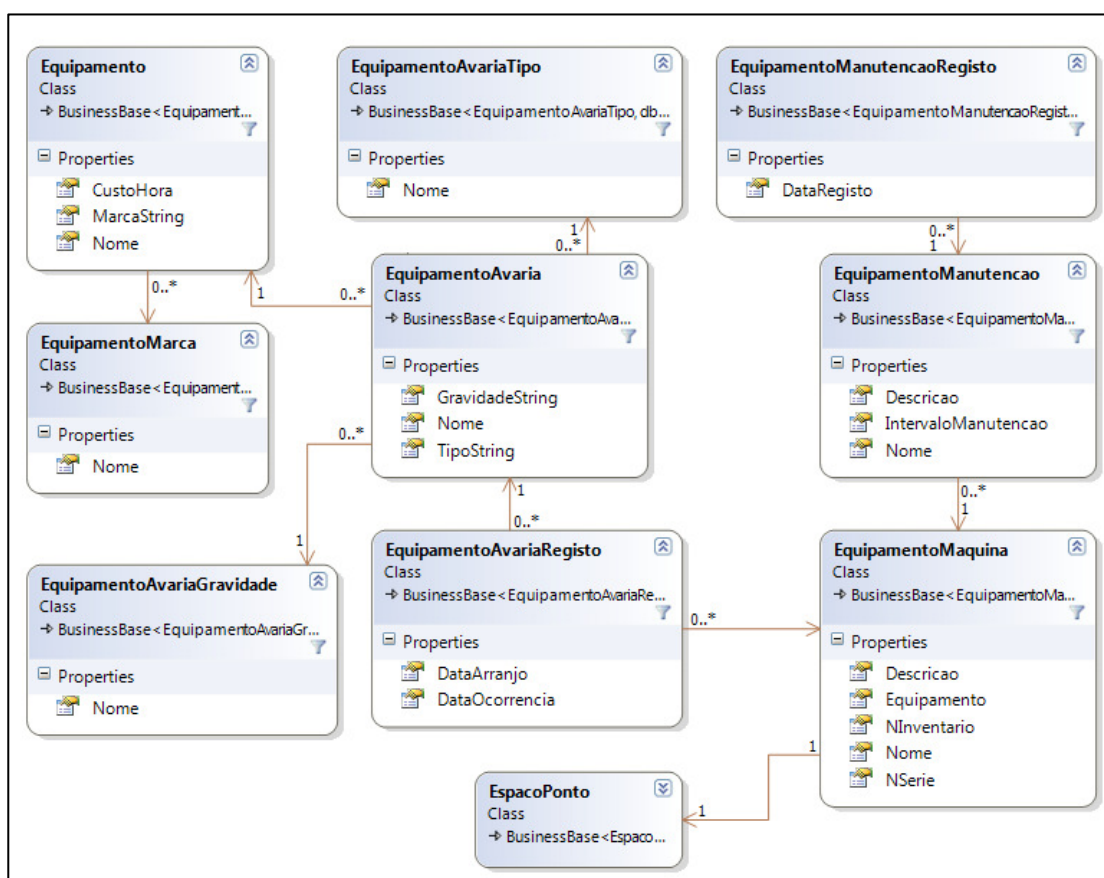 Equipamento
Class
BusinessBase<Equipament...
Properties
CustoHora
MarcaString
Nome
EquipamentoAvariaTipo
Class
BusinessBase<EquipamentoAvariaTipo, db...
Properties
Nome
EquipamentoManutencaoRegisto
Class
BusinessBase<EquipamentoManutencaoRegist...
Properties
DataRegisto
0..*
1
0..*
1
0..*
0..*
1
EquipamentoMarca
Class
BusinessBase<Equipament...
Properties
Nome
EquipamentoAvaria
Class
BusinessBase<EquipamentoAva...
Properties
GravidadeString
Nome
TipoString
EquipamentoManutencao
Class
BusinessBase<EquipamentoMa...
Properties
Descricao
IntervaloManutencao
Nome
0..*
1
1
0..*
0..*
1
EquipamentoAvariaGravidade
Class
BusinessBase<EquipamentoAvariaGr...
Properties
Nome
EquipamentoAvariaRegisto
Class
BusinessBase<EquipamentoAvariaRe...
Properties
DataArranjo
DataOcorrencia
0..*
EquipamentoMaquina
Class
BusinessBase<EquipamentoMa...
Properties
Descricao
Equipamento
NInventario
Nome
NSerie
1
1
EspacoPonto
Class
BusinessBase<Espaco...